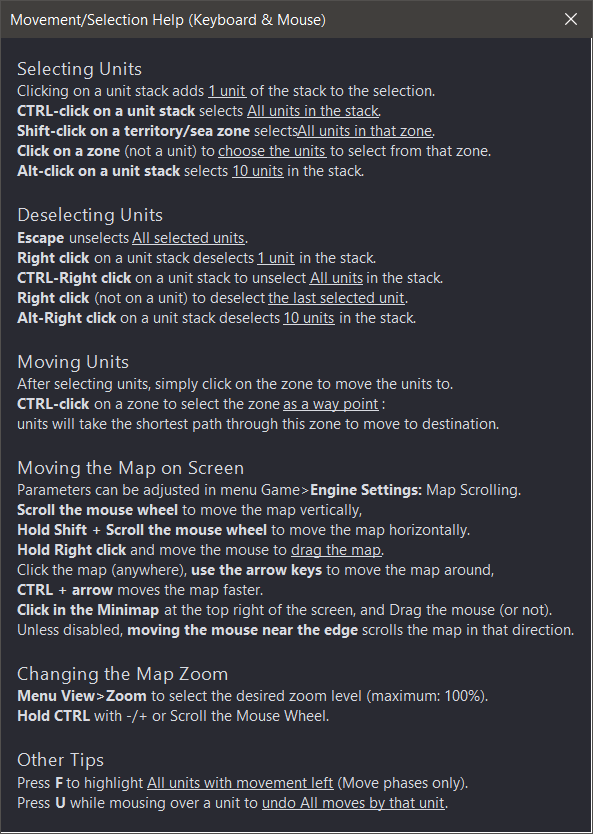 Movement/Selection Help (Keyboard & Mouse)
Selecting Units
Clicking on a unit stack adds 1 unit of the stack to the selection.
CTRL-click on a unit stack selects All units in the stack.
Shift-click on a territory/sea zone selectsAll units in that zone.
Click on a zone (not a unit) to choose the units to select from that zone.
Alt-click on a unit stack selects 10 units in the stack.
Deselecting Units
Escape unselects All selected units.
Right click on a unit stack deselects 1 unit in the stack.
CTRL-Right click on a unit stack to unselect All units in the stack.
Right click (not on a unit) to deselect the last selected unit.
Alt-Right click on a unit stack deselects 10 units in the stack.
Moving Units
After selecting units, simply click on the zone to move the units to.
CTRL-click on a zone to select the zone as a way point :
units will take the shortest path through this zone to move to destination.
Moving the Map on Screen
Parameters can be adjusted in menu Game>Engine Settings: Map Scrolling.
Scroll the mouse wheel to move the map vertically,
Hold Shift + Scroll the mouse wheel to move the map horizontally.
Hold Right click and move the mouse to drag the map.
Click the map (anywhere), use the arrow keys to move the map around,
CTRL + arrow moves the map faster.
Click in the Minimap at the top right of the screen, and Drag the mouse (or not).
Unless disabled, moving the mouse near the edge scrolls the map in that direction.
Changing the Map Zoom
Menu View>Zoom to select the desired zoom level (maximum: 100%).
Hold CTRL with -/+ or Scroll the Mouse Wheel.
Other Tips
Press F to highlight All units with movement left (Move phases only).
Press U while mousing over a unit to undo All moves by that unit.